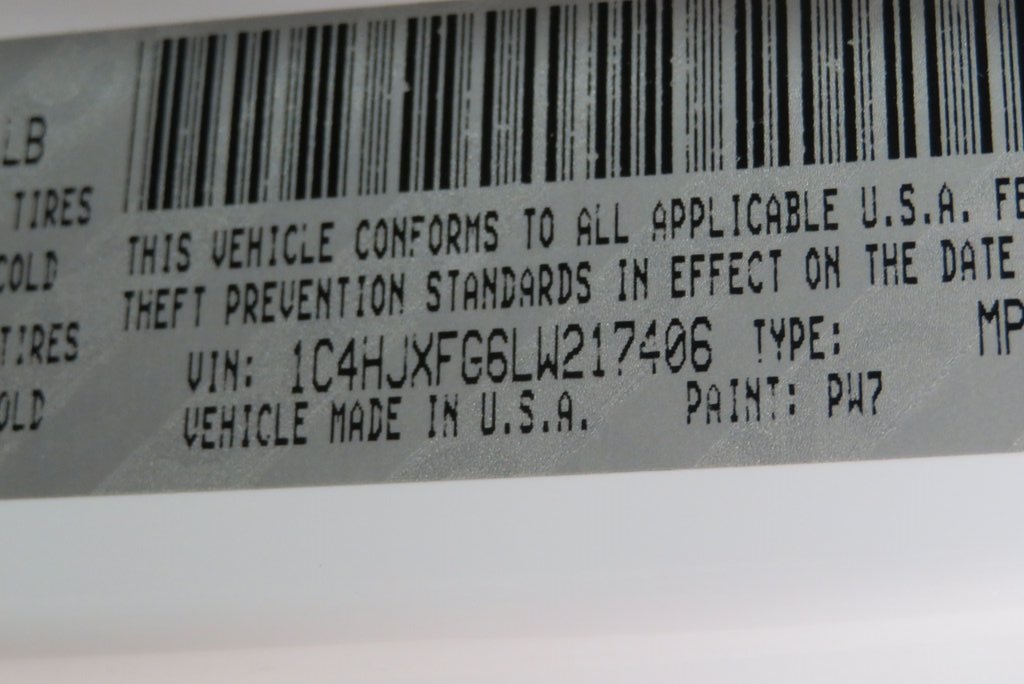 LB
TIRES
COLD
TIRES
OLD
THIS VEHICLE CONFORMS TO ALL APPLICABLE U.S.A. FE
THEFT PREVENTION STANDARDS IN EFFECT ON THE DATE
VIN: 1C4HJXFG6LW217406 TYPE: MP
VEHICLE MADE IN U.S.A. PAINT: PW7